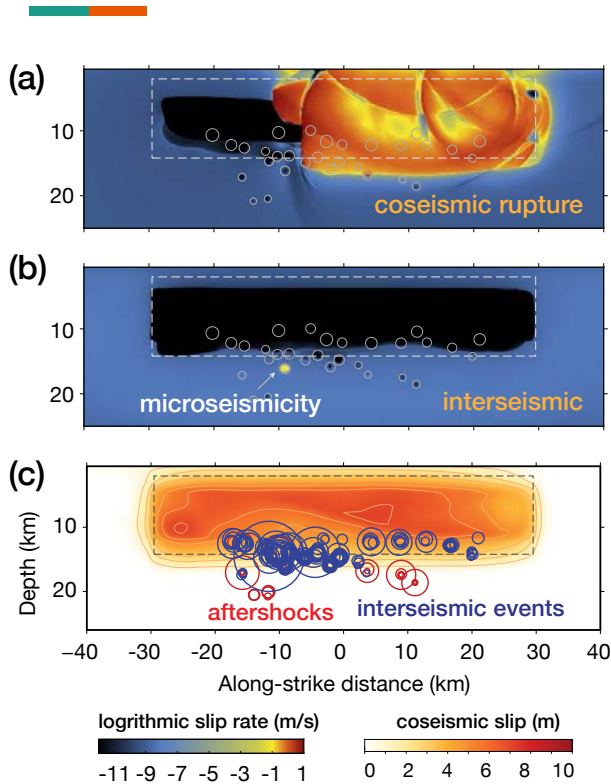 (a)
10
20
coseismic rupture
(b)
10
20
microseismicity
interseismic
(c)
Depth (km)
10
20
aftershocks
interseismic events
−40 -30 -20 -10 0 10 20 30 40
Along-strike distance (km)
logrithmic slip rate (m/s)
-11 -9 -7 -5 -3 -1 1
coseismic slip (m)
0 2 4 6 8 10